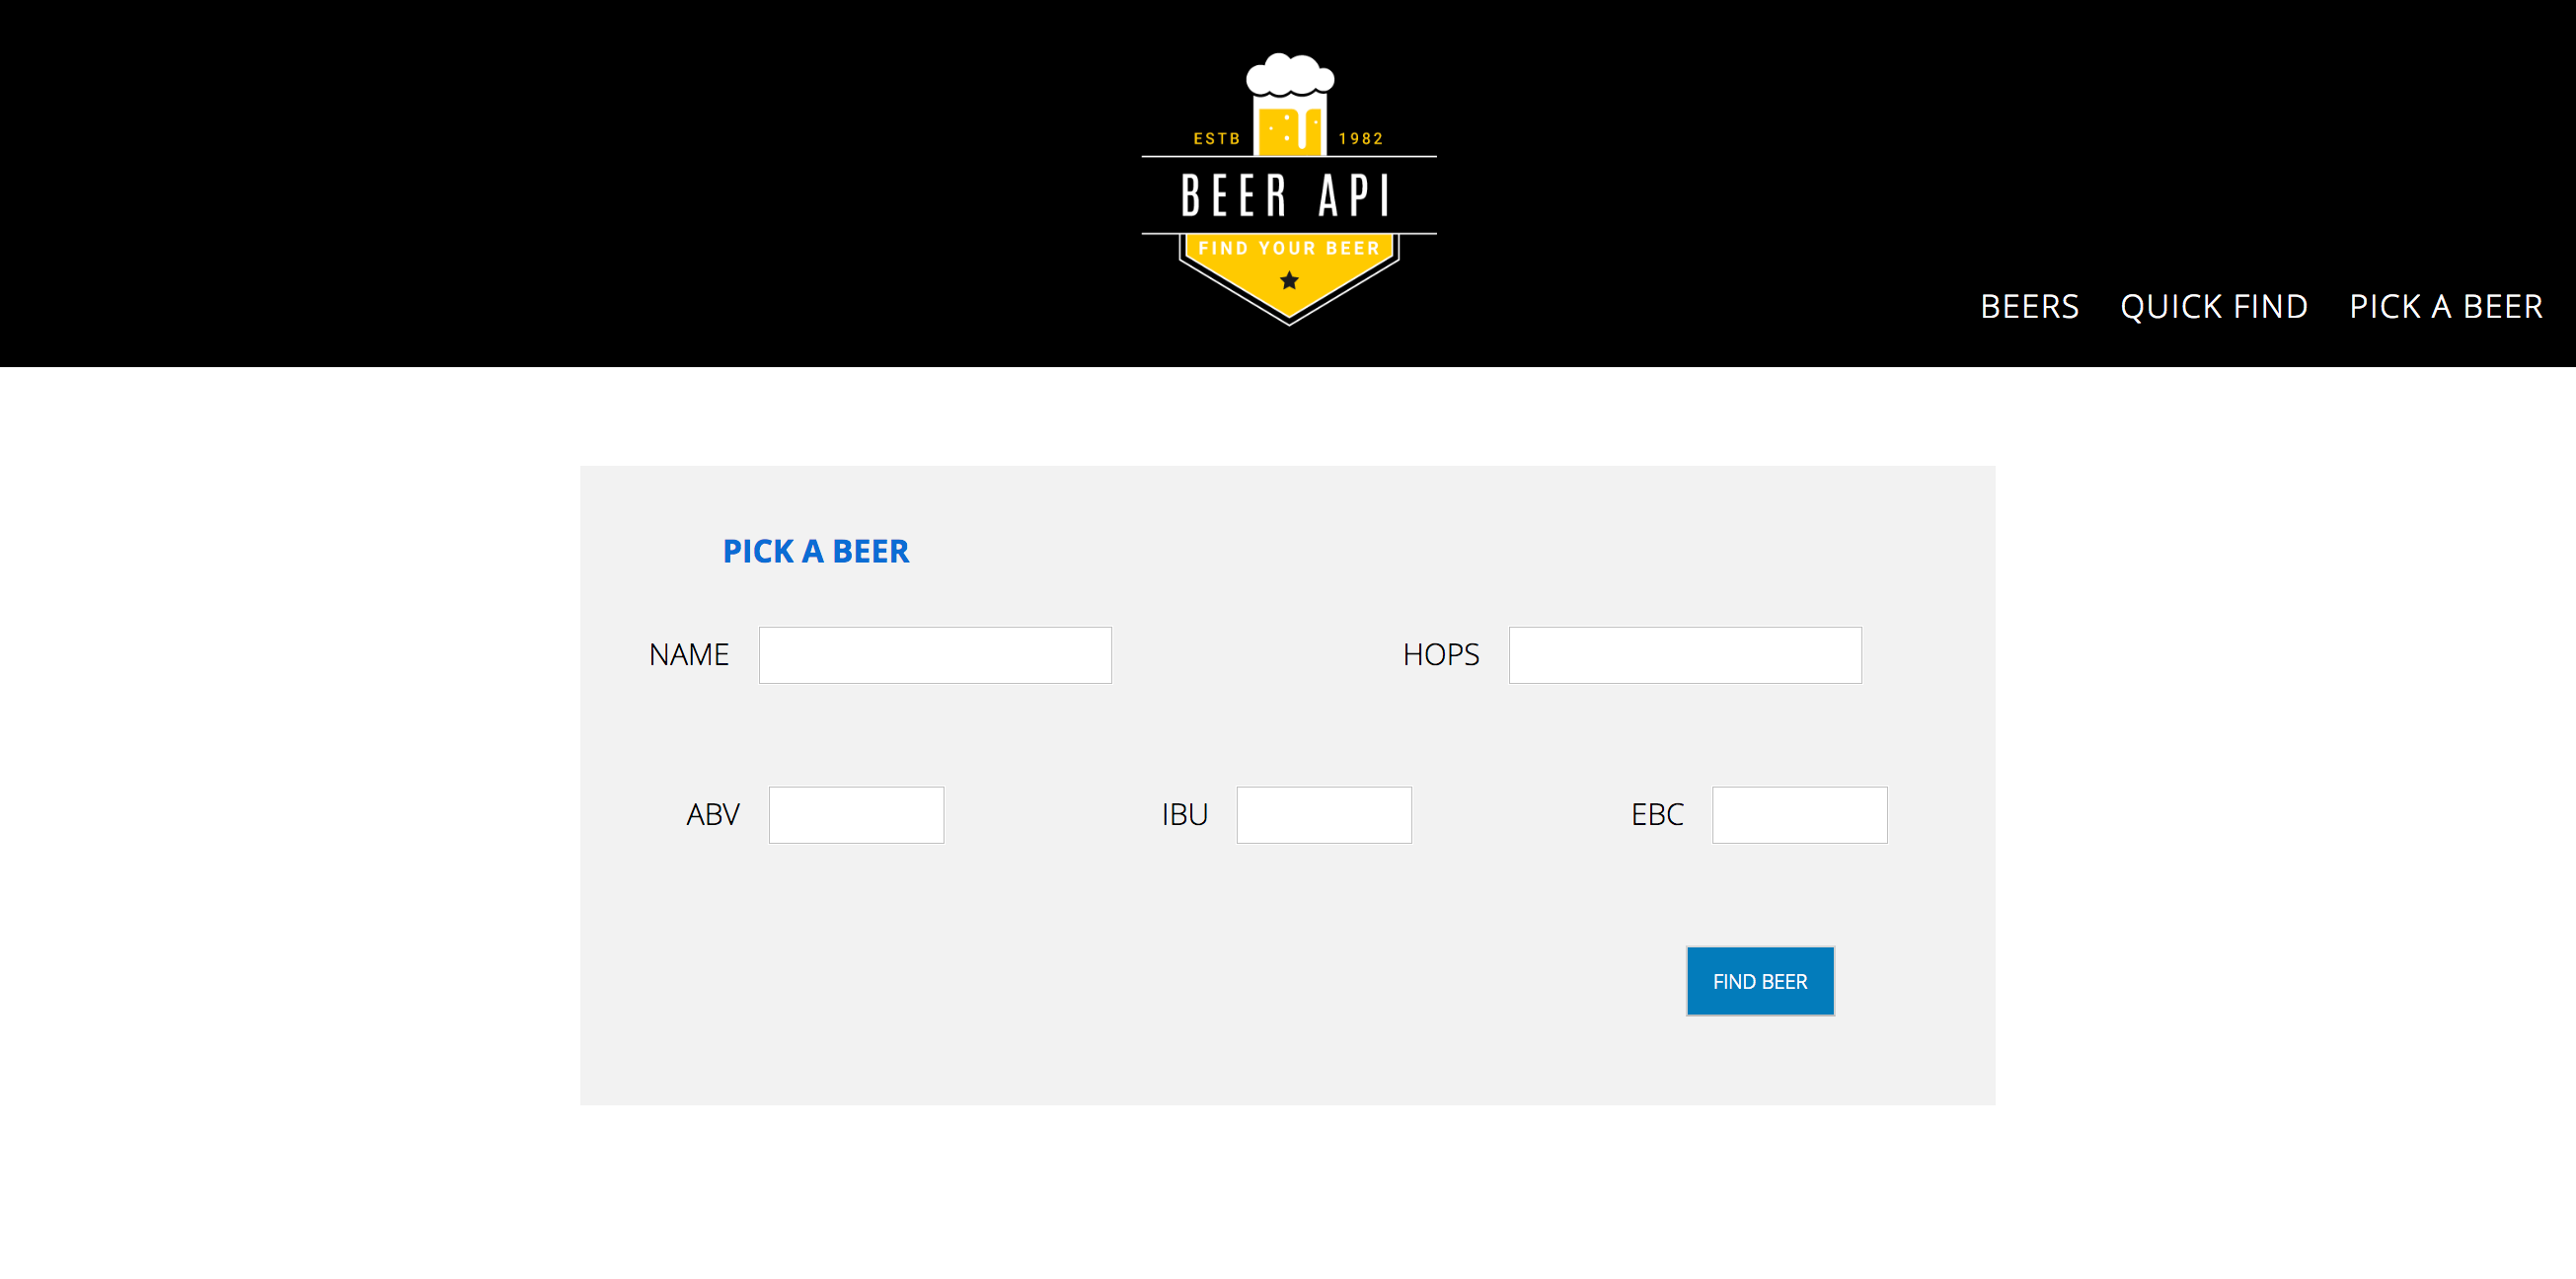 ESTB 1982
BEER API
FIND YOUR BEER
BEERS QUICK FIND PICK A BEER
PICK A BEER
NAME HOPS
ABV IBU EBC
FIND BEER